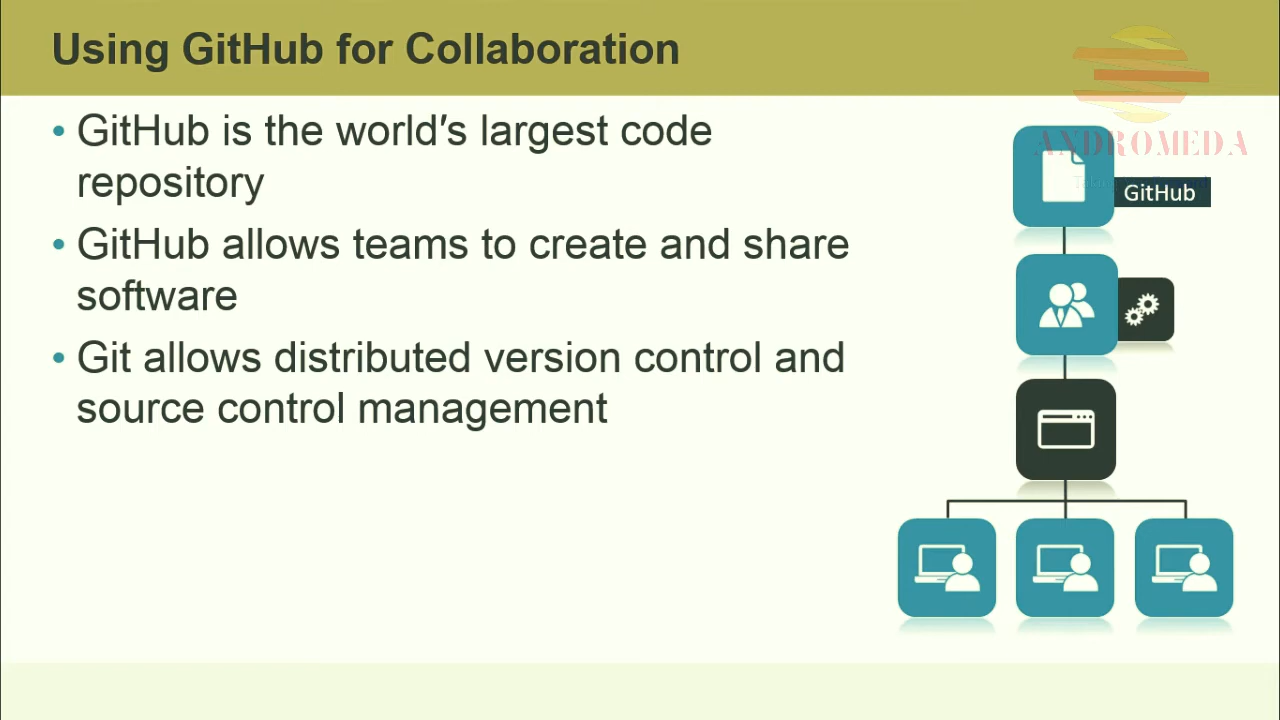 Using GitHub for Collaboration
• GitHub is the world's largest code
repository
• GitHub allows teams to create and share
software
• Git allows distributed version control and
source control management
ANDROMEDA
GitHub